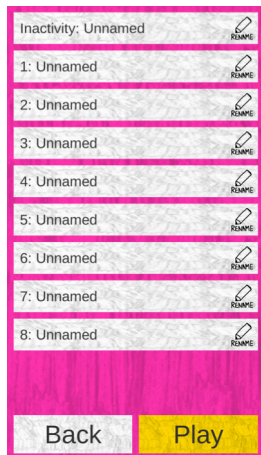 Inactivity: Unnamed RENAME
1: Unnamed RENAME
2: Unnamed RENAME
3: Unnamed RENAME
4: Unnamed RENAME
5: Unnamed RENAME
6: Unnamed RENAME
7: Unnamed RENAME
8: Unnamed RENAME
Back Play